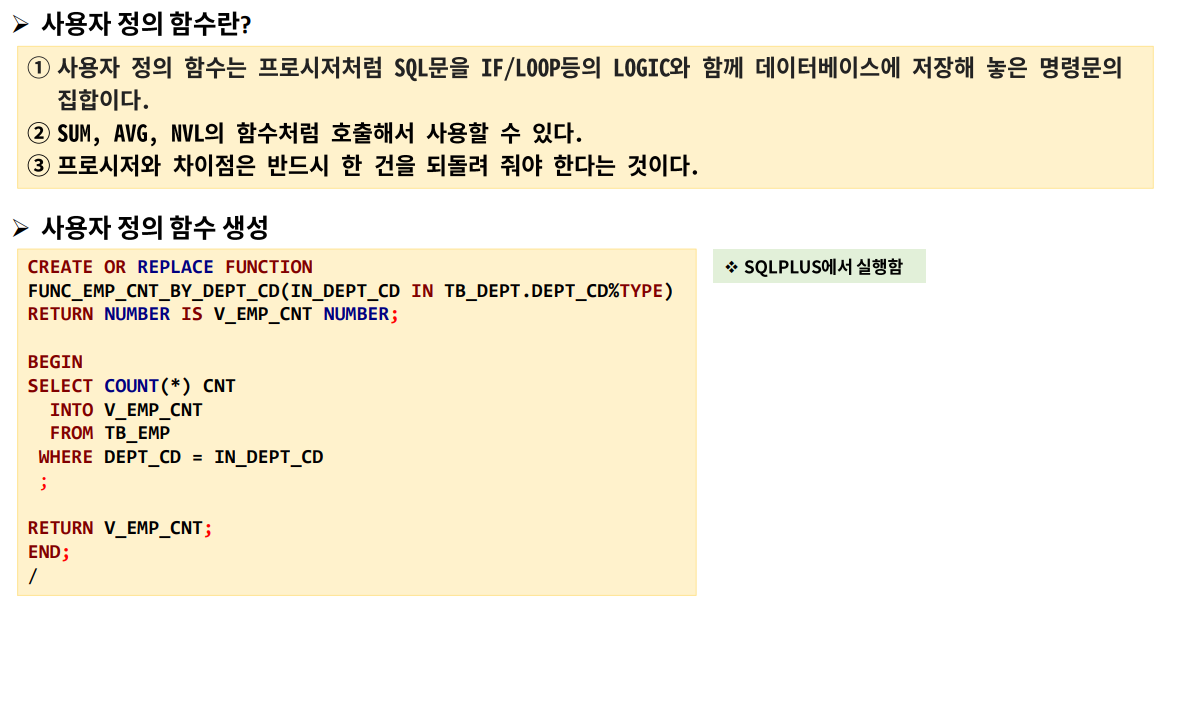 ➢ 사용자 정의 함수란?
① 사용자 정의 함수는 프로시저처럼 SQL문을 IF/LOOP등의 LOGIC와 함께 데이터베이스에 저장해 놓은 명령문의
집합이다.
② SUM, AVG, NVL의 함수처럼 호출해서 사용할 수 있다.
③ 프로시저와 차이점은 반드시 한 건을 되돌려 줘야 한다는 것이다.
➢ 사용자 정의 함수 생성
CREATE OR REPLACE FUNCTION
FUNC_EMP_CNT_BY_DEPT_CD(IN_DEPT_CD IN TB_DEPT.DEPT_CD%TYPE)
RETURN NUMBER IS V_EMP_CNT NUMBER;
BEGIN
SELECT COUNT(*) CNT
INTO V_EMP_CNT
FROM TB_EMP
WHERE DEPT_CD = IN_DEPT_CD
;
RETURN V_EMP_CNT;
END;
/
❖ SQLPLUS에서 실행함